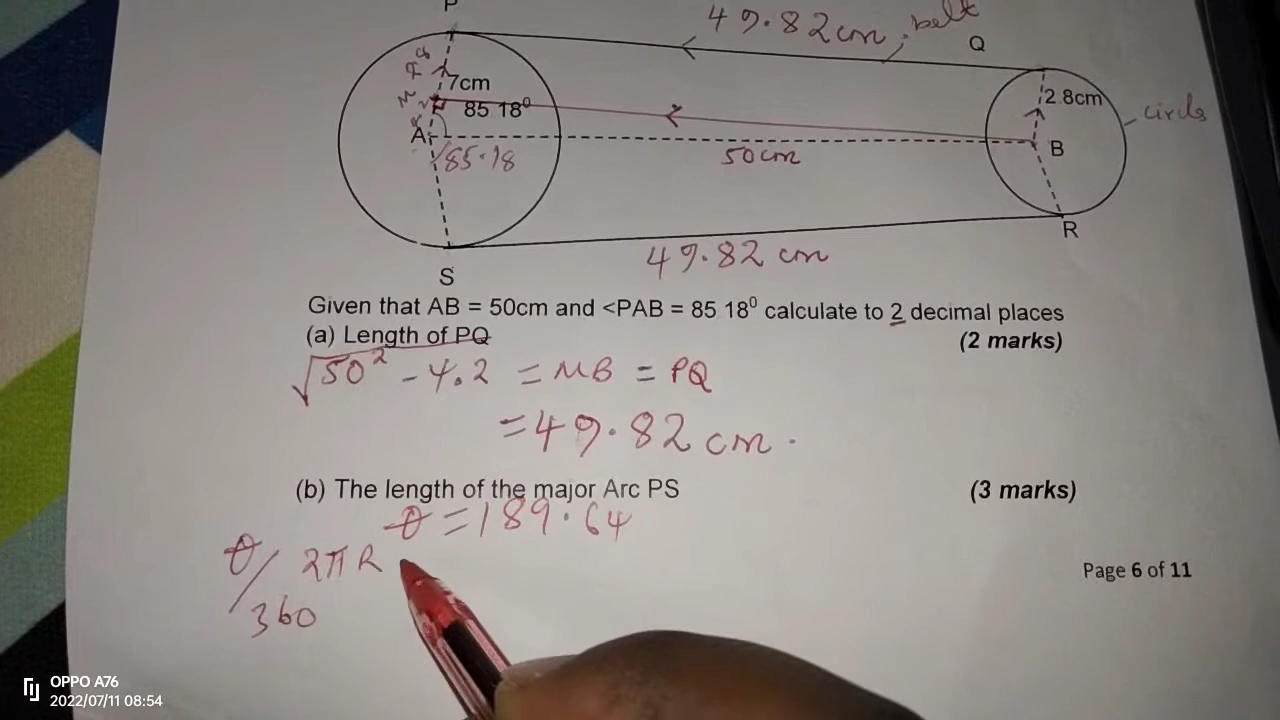 P
49.82cm, belt
Q
7cm
85 18⁰
2.8cm
circle
M
A
85.18
50cm
B
R
49.82 cm
S
Given that AB = 50cm and <PAB = 85 18⁰ calculate to 2 decimal places
(a) Length of PQ (2 marks)
√50² - 4.2 = MB = PQ
= 49.82 cm.
(b) The length of the major Arc PS (3 marks)
θ = 189.64
θ/360 2πR
Page 6 of 11
OPPO A76
2022/07/11 08:54